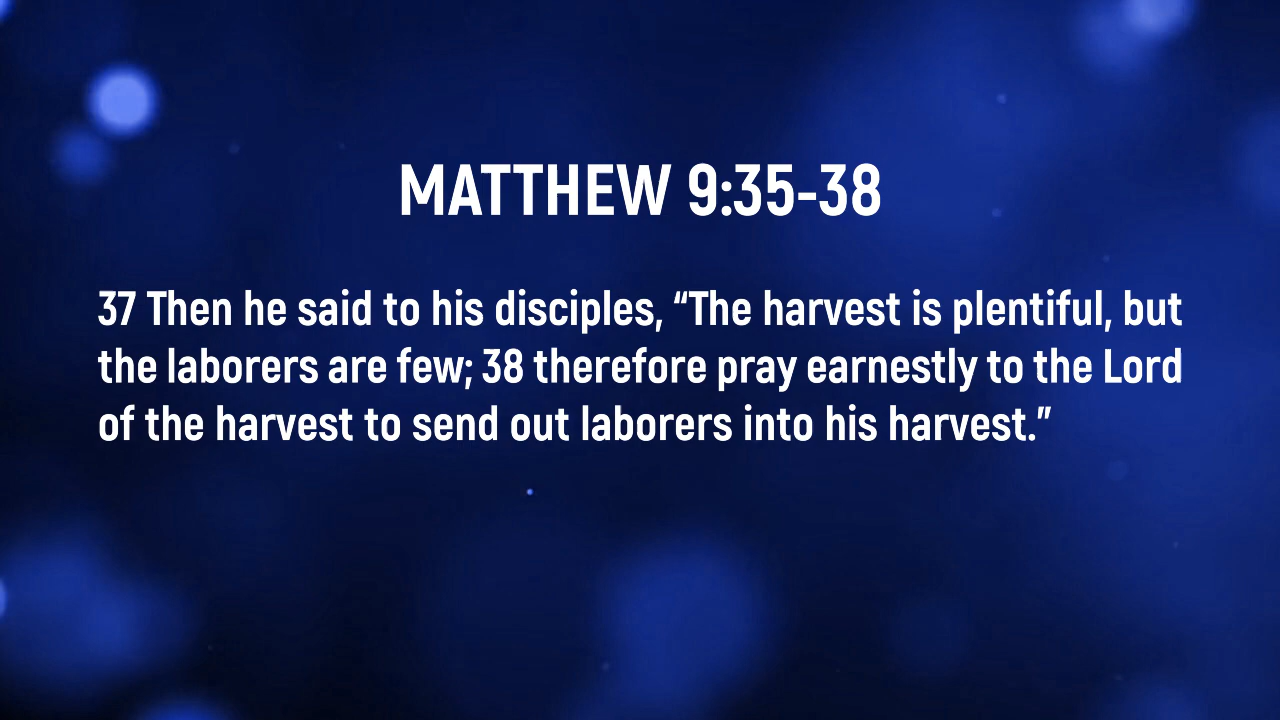 MATTHEW 9:35-38
37 Then he said to his disciples, “The harvest is plentiful, but
the laborers are few; 38 therefore pray earnestly to the Lord
of the harvest to send out laborers into his harvest.”